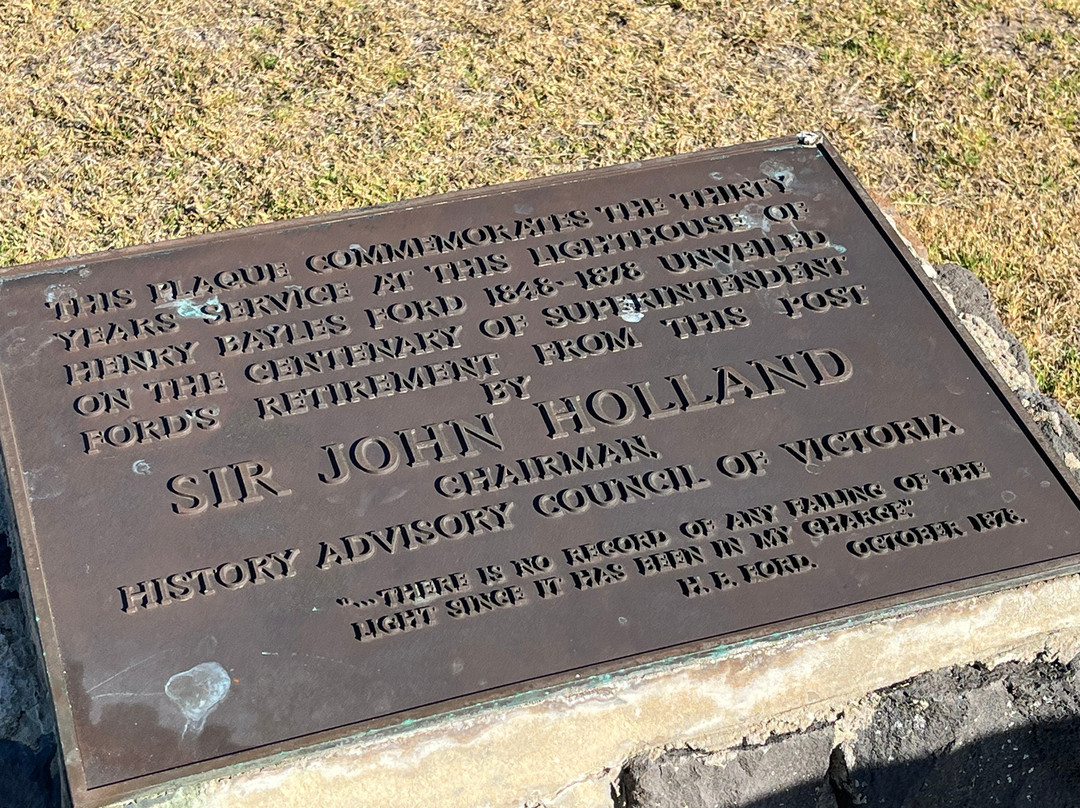 THIS PLAQUE COMMEMORATES THE THIRTY
YEARS SERVICE AT THIS LIGHTHOUSE OF
HENRY BAYLES FORD 1848-1878 UNVEILED
ON THE CENTENARY OF SUPERINTENDENT
FORD'S RETIREMENT FROM THIS POST
BY
SIR JOHN HOLLAND
CHAIRMAN,
HISTORY ADVISORY COUNCIL OF VICTORIA
"...THERE IS NO RECORD OF ANY FAILING OF THE
LIGHT SINCE IT HAS BEEN IN MY CHARGE".
H. B. FORD. OCTOBER 1878.